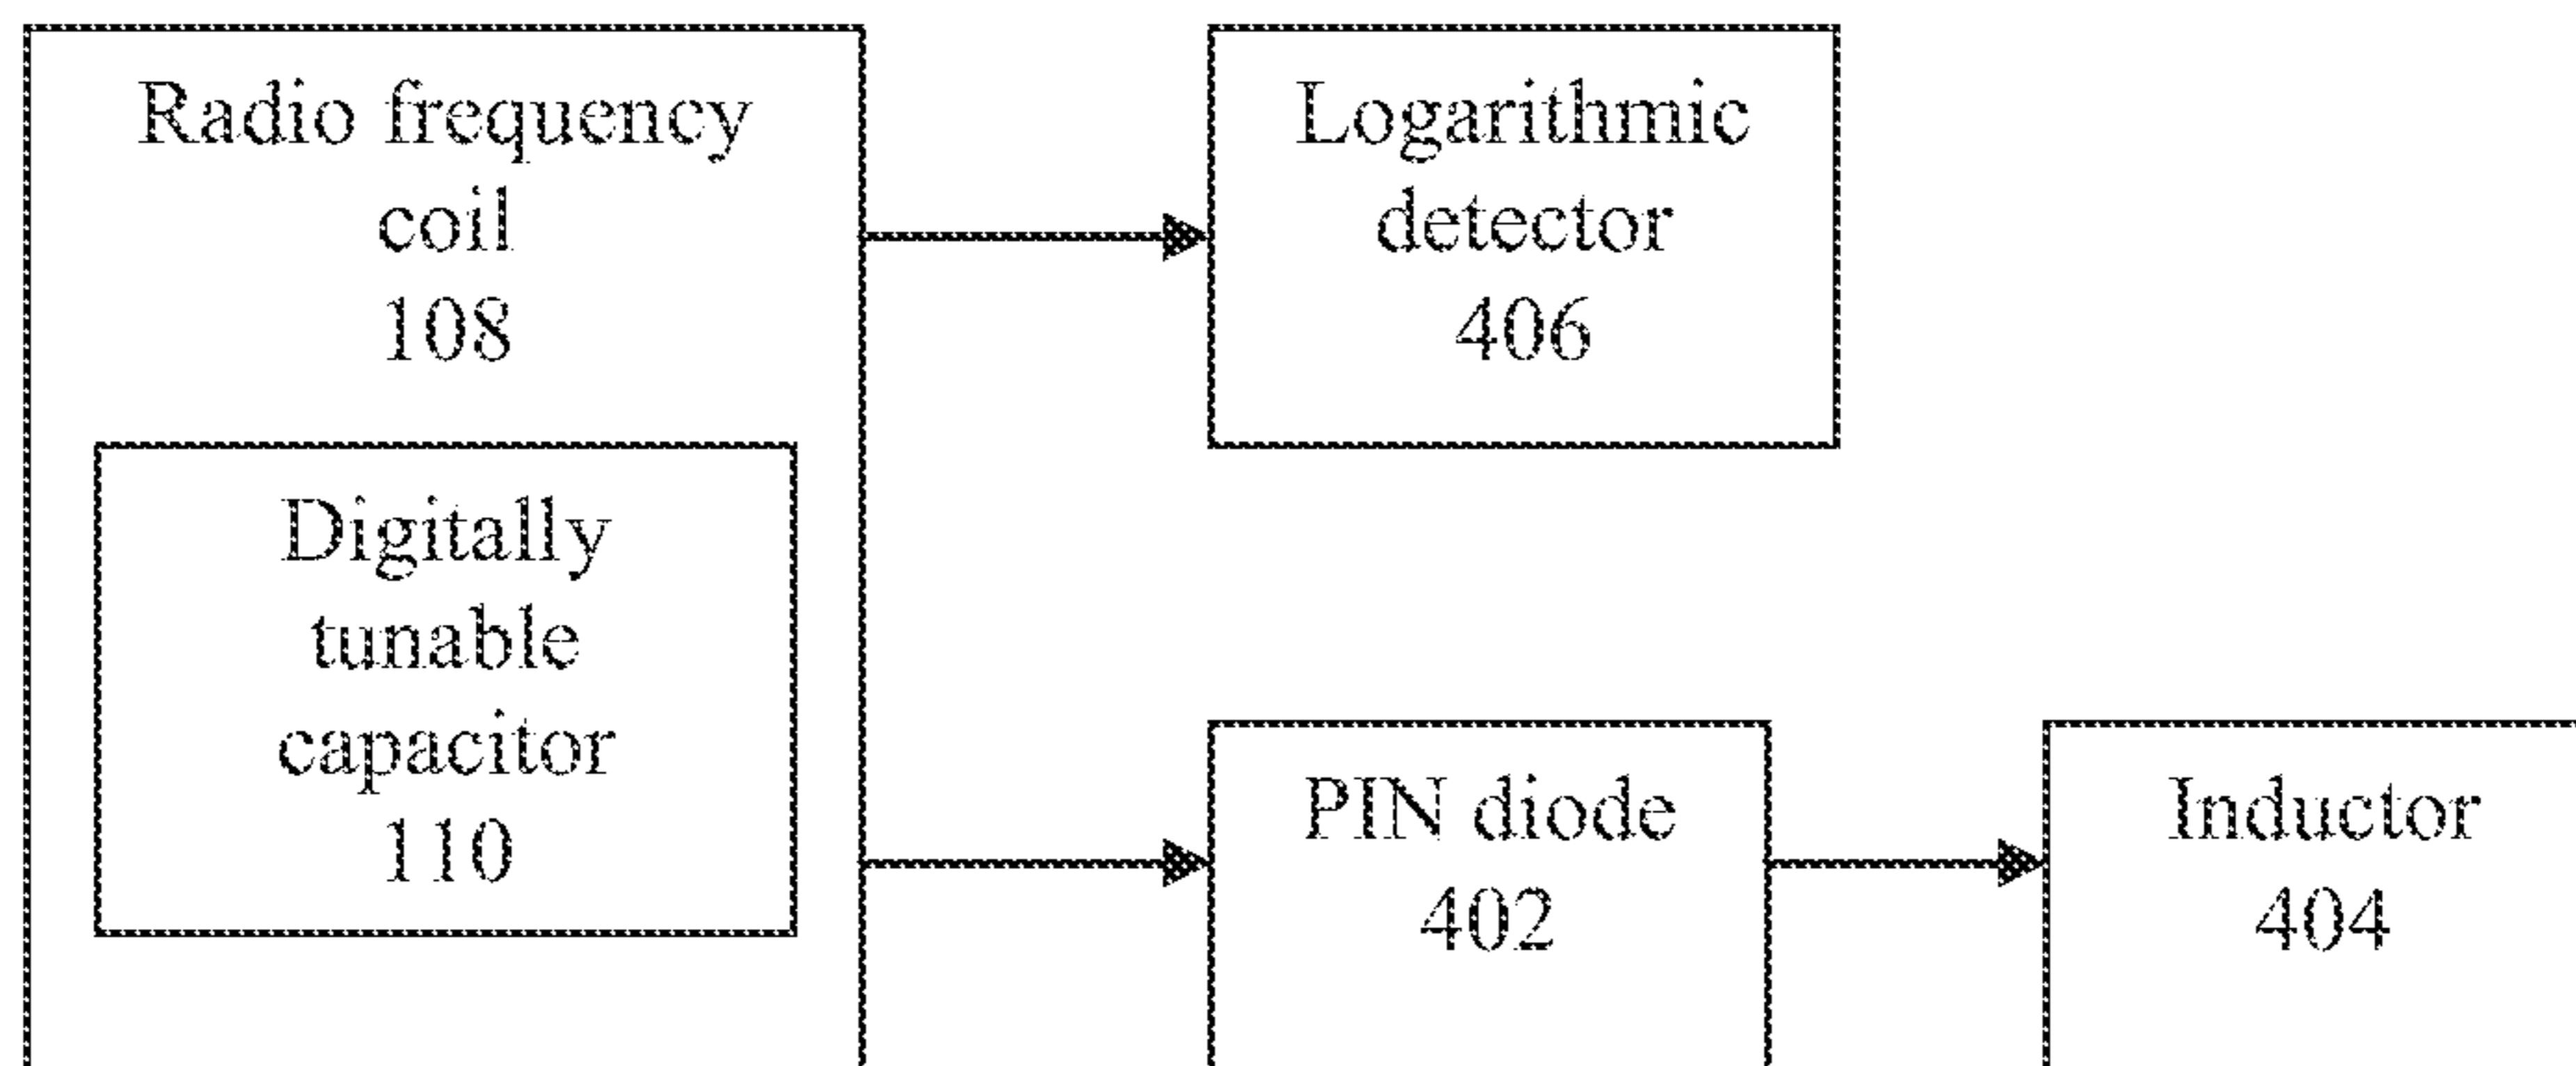 Radio frequency
coil
108
Digitally
tunable
capacitor
110
Logarithmic
detector
406
PIN diode
402
Inductor
404